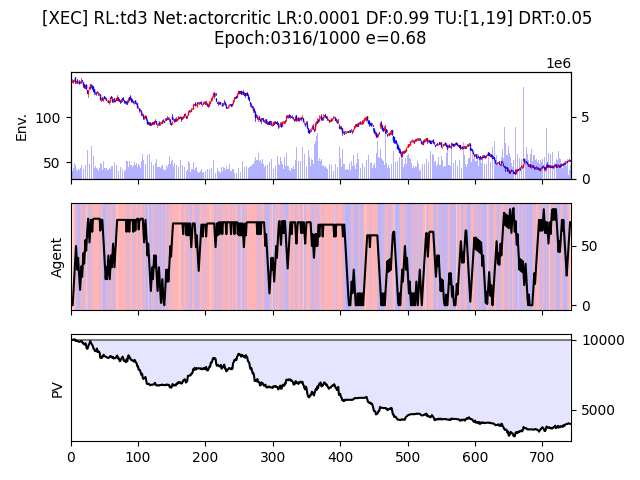 [XEC] RL:td3 Net:actorcritic LR:0.0001 DF:0.99 TU:[1,19] DRT:0.05
Epoch:0316/1000 e=0.68
1e6
Env.
100
50
5
0
Agent
50
0
PV
10000
5000
0 100 200 300 400 500 600 700